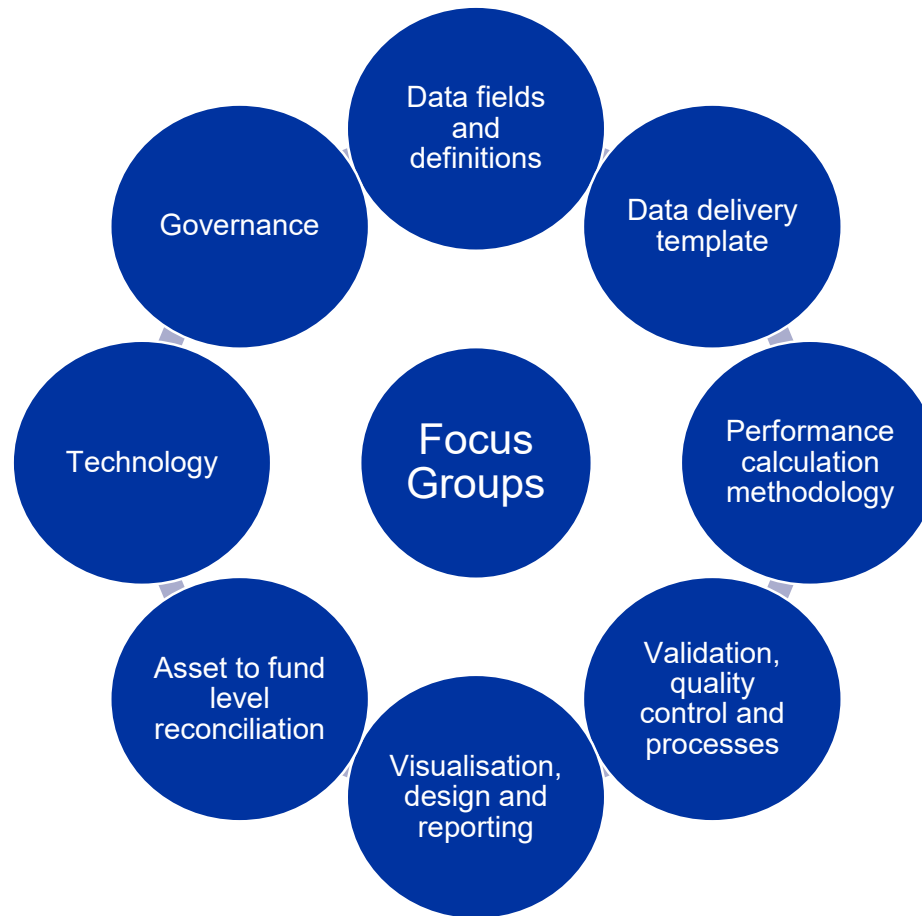 Data fields
and
definitions
Data delivery
template
Performance
calculation
methodology
Validation,
quality
control and
processes
Visualisation,
design and
reporting
Asset to fund
level
reconciliation
Technology
Governance
Focus
Groups